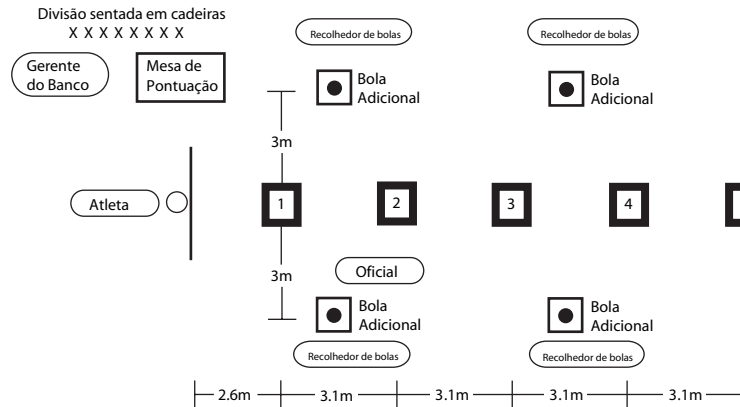 Divisão sentada em cadeiras
X X X X X X X X
Gerente
do Banco
Mesa de
Pontuação
Recolhedor de bolas
Recolhedor de bolas
Bola
Adicional
Bola
Adicional
3m
Atleta
1
2
3
4
3m
Oficial
Bola
Adicional
Bola
Adicional
Recolhedor de bolas
Recolhedor de bolas
2.6m
3.1m
3.1m
3.1m
3.1m